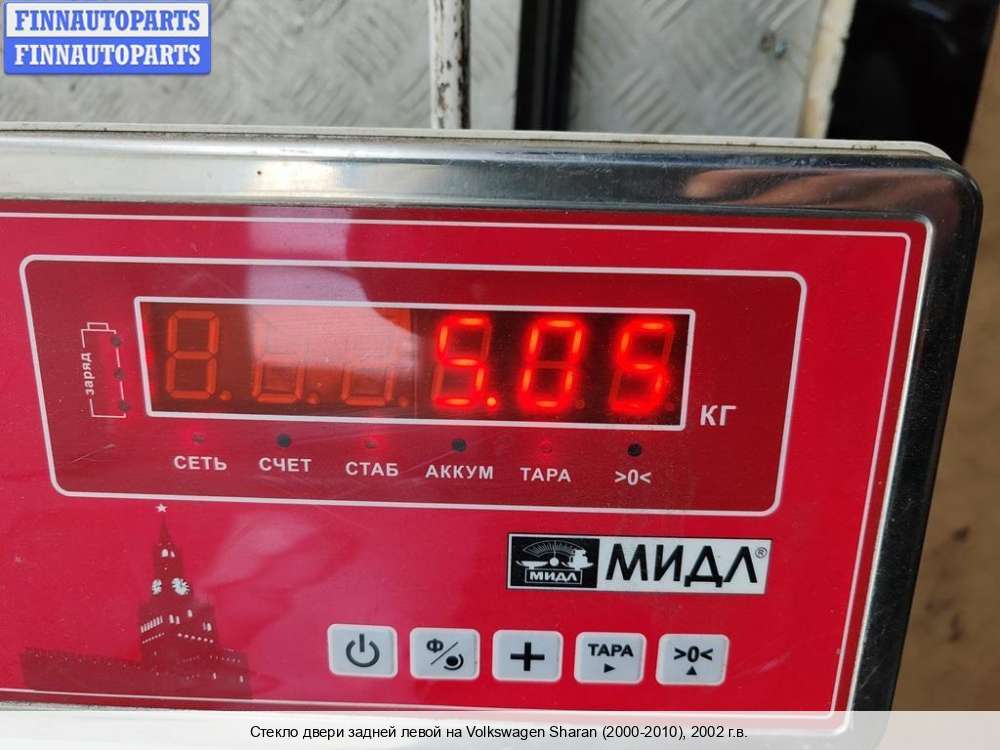 FINNAUTOPARTS
FINNAUTOPARTS
заряд
5.05
КГ
СЕТЬ СЧЕТ СТАБ АККУМ ТАРА >0<
МИДЛ МИДЛ®
Ф ТАРА >0<
Стекло двери задней левой на Volkswagen Sharan (2000-2010), 2002 г.в.